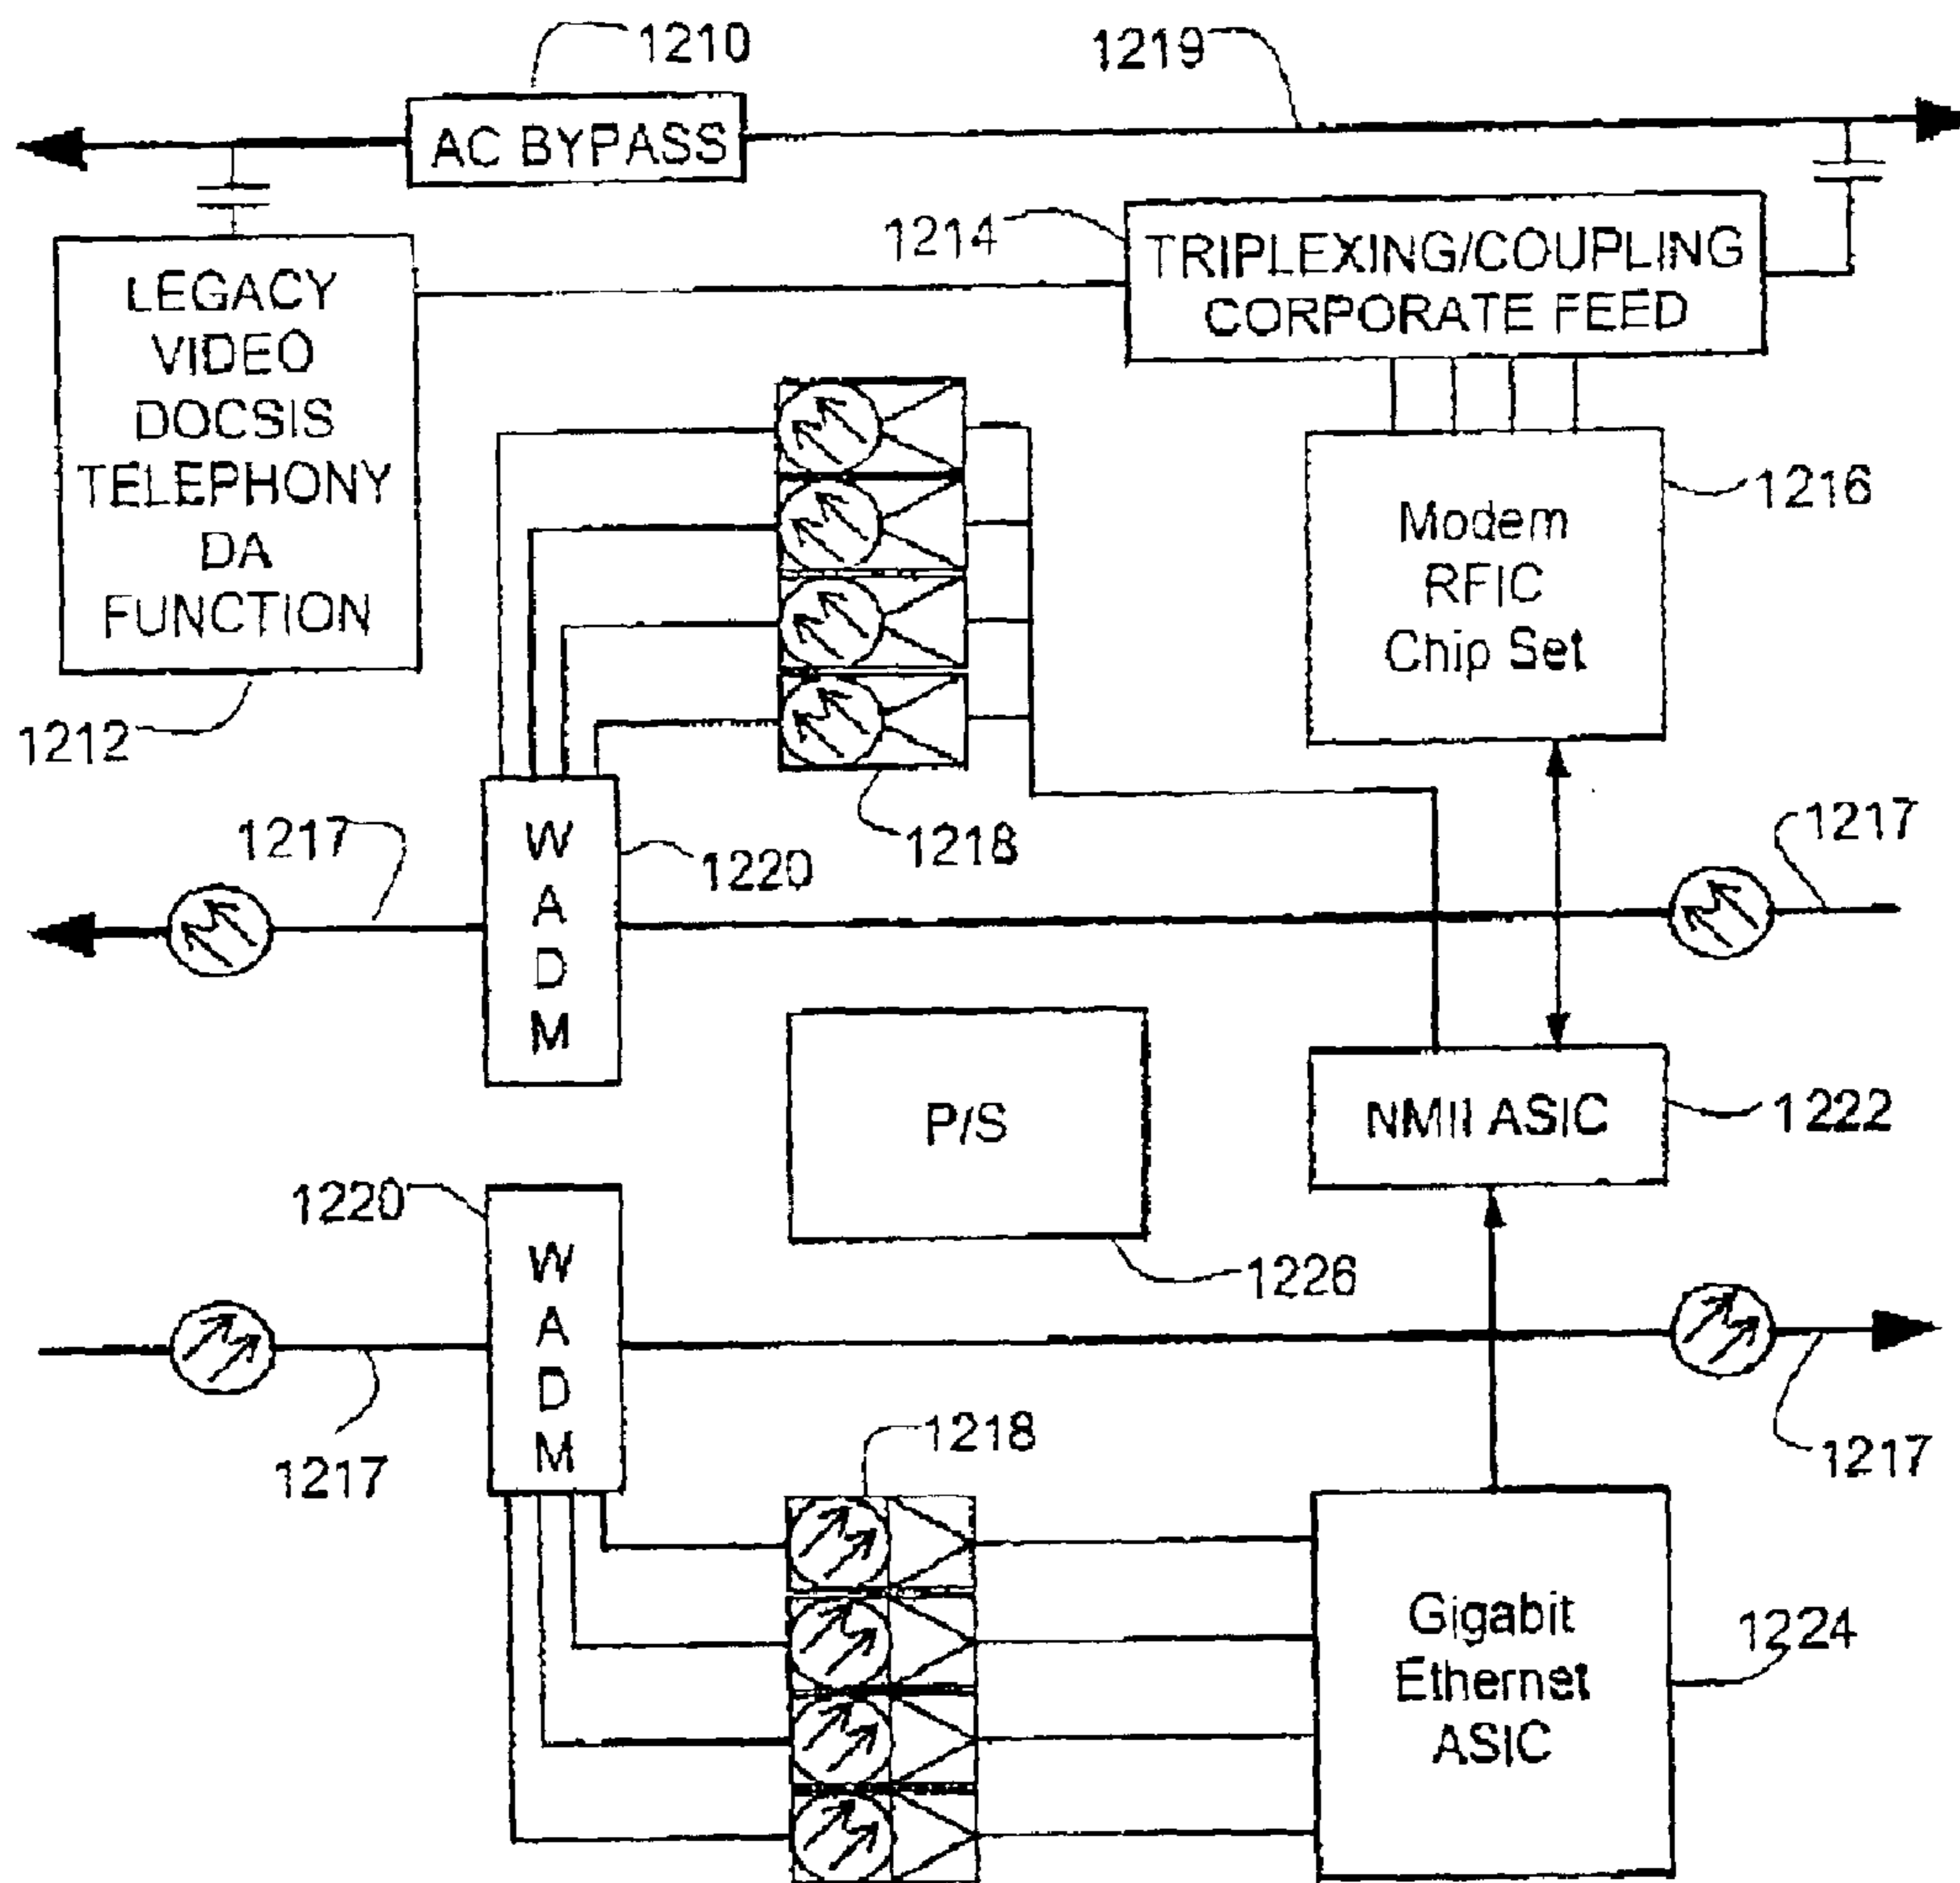 1210
1219
AC BYPASS
1214
TRIPLEXING/COUPLING
CORPORATE FEED
LEGACY
VIDEO
DOCSIS
TELEPHONY
DA
FUNCTION
1212
1216
Modem
RFIC
Chip Set
1218
1217
1220
1217
W
A
D
M
P/S
NMII ASIC
1222
1220
1226
W
A
D
M
1217
1218
1217
Gigabit
Ethernet
ASIC
1224